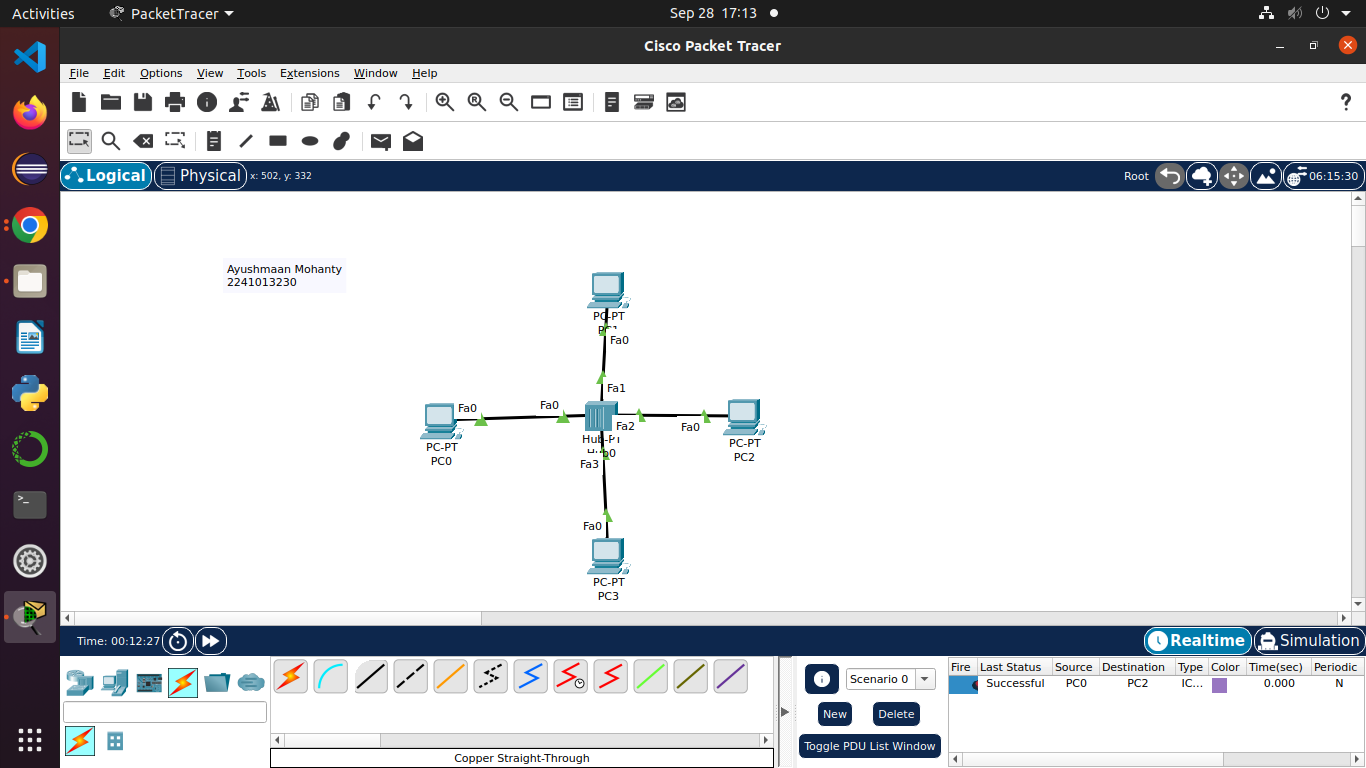 Activities PacketTracer Sep 28 17:13
Cisco Packet Tracer
File Edit Options View Tools Extensions Window Help
Logical Physical x: 502, y: 332 Root 06:15:30
Ayushmaan Mohanty
2241013230
PC-PT
Fa0
Fa1
Fa0
Fa0
PC-PT
PC0
Fa2
Fa0
PC-PT
PC2
Fa3
Fa0
PC-PT
PC3
Time: 00:12:27 Realtime Simulation
Fire Last Status Source Destination Type Color Time(sec) Periodic
Successful PC0 PC2 IC... 0.000 N
Scenario 0
New Delete
Toggle PDU List Window
Copper Straight-Through